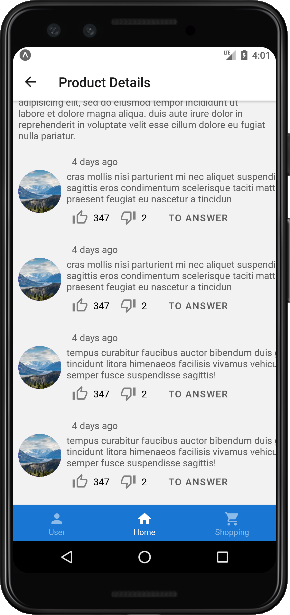 4:01
Product Details
adipisicing elit, sed do eiusmod tempor incididunt ut
labore et dolore magna aliqua. duis aute irure dolor in
reprehenderit in voluptate velit esse cillum dolore eu fugiat
nulla pariatur.
4 days ago
cras mollis nisi parturient mi nec aliquet suspendi
sagittis eros condimentum scelerisque taciti matt
praesent feugiat eu nascetur a tincidun
347 2 TO ANSWER
4 days ago
cras mollis nisi parturient mi nec aliquet suspendi
sagittis eros condimentum scelerisque taciti matt
praesent feugiat eu nascetur a tincidun
347 2 TO ANSWER
4 days ago
tempus curabitur faucibus auctor bibendum duis
tincidunt litora himenaeos facilisis vivamus vehicu
semper fusce suspendisse sagittis!
347 2 TO ANSWER
4 days ago
tempus curabitur faucibus auctor bibendum duis
tincidunt litora himenaeos facilisis vivamus vehicu
semper fusce suspendisse sagittis!
347 2 TO ANSWER
User Home Shopping